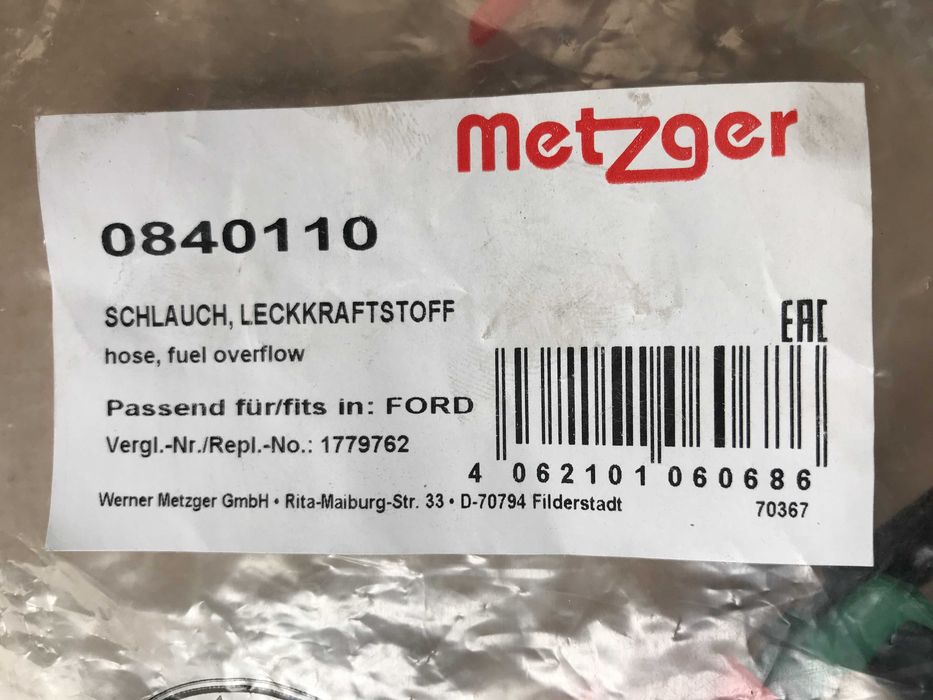 metzger
0840110
SCHLAUCH, LECKKRAFTSTOFF
hose, fuel overflow
EAC
Passend für/fits in: FORD
Vergl.-Nr./Repl.-No.: 1779762
4 062101 060686
Werner Metzger GmbH • Rita-Maiburg-Str. 33 • D-70794 Filderstadt
70367